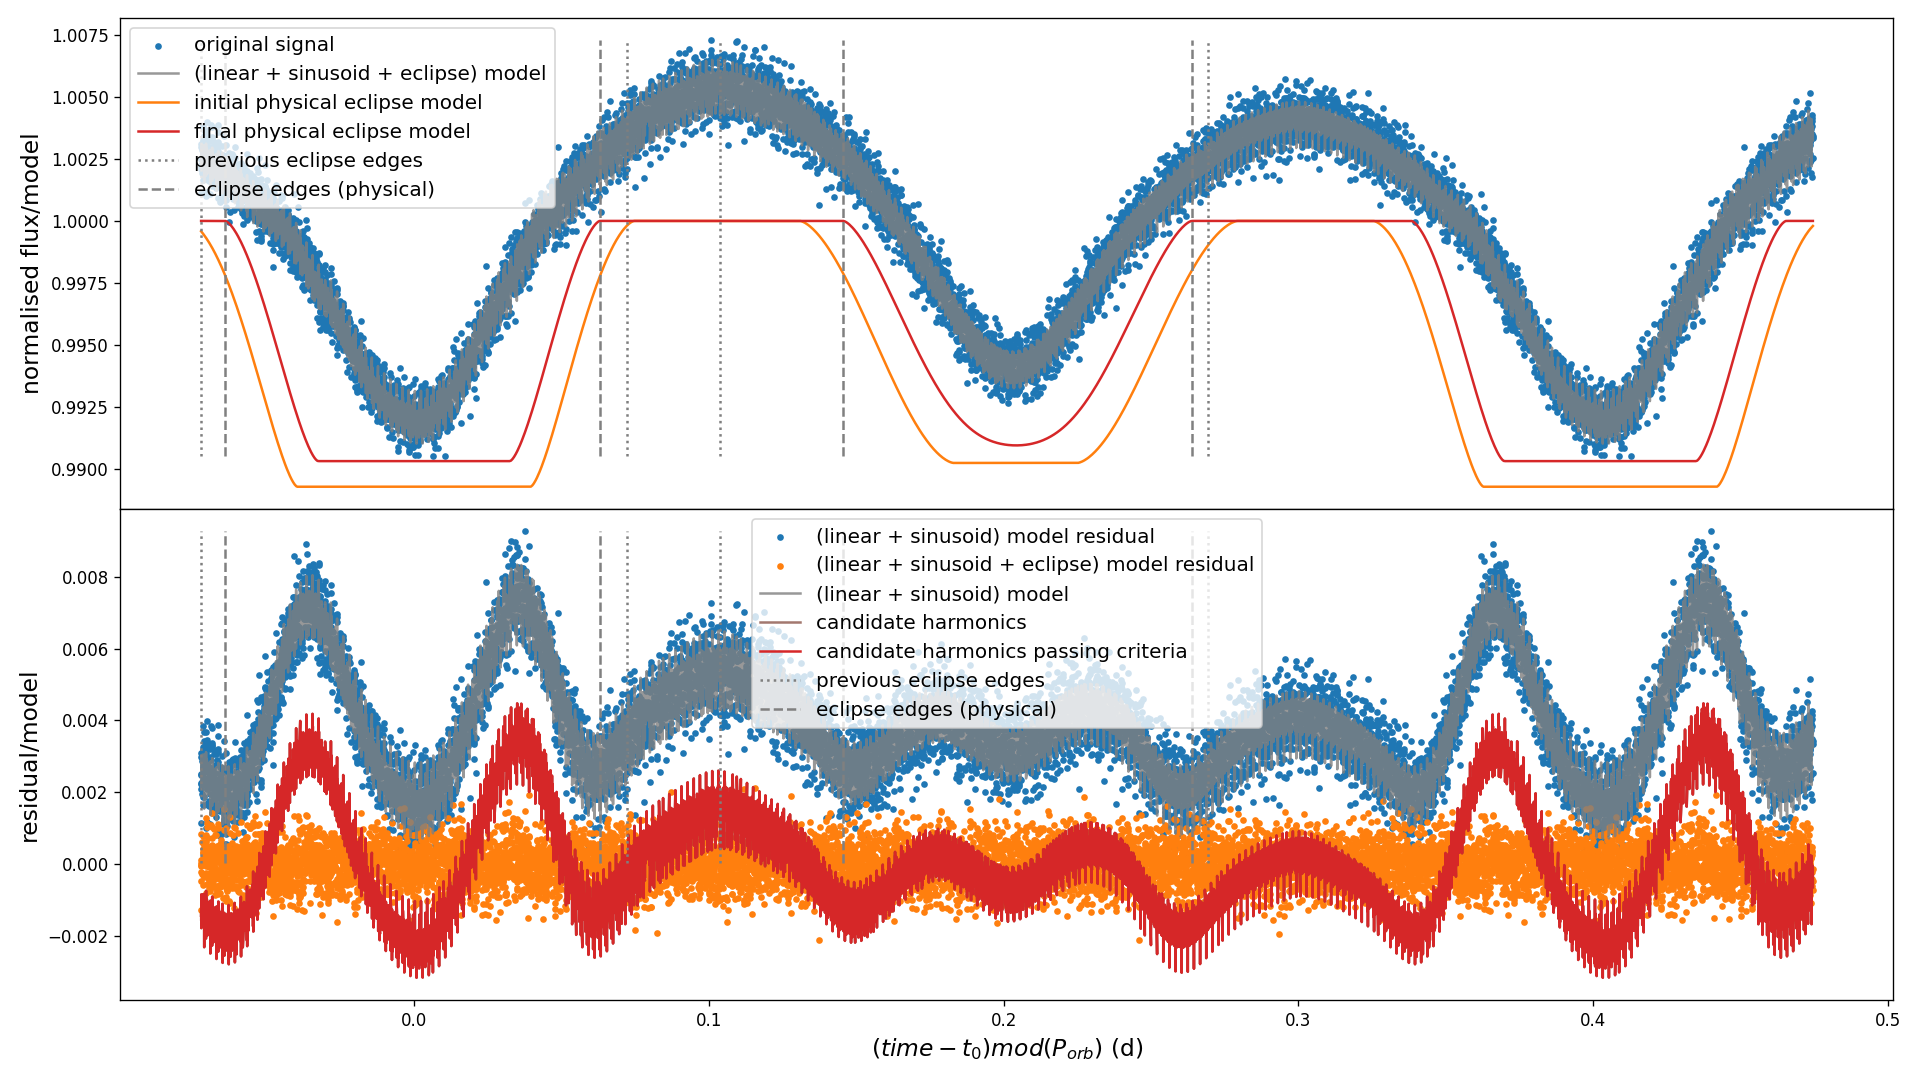 normalised flux/model
1.0075
1.0050
1.0025
1.0000
0.9975
0.9950
0.9925
0.9900
original signal
(linear + sinusoid + eclipse) model
initial physical eclipse model
final physical eclipse model
previous eclipse edges
eclipse edges (physical)
residual/model
0.008
0.006
0.004
0.002
0.000
−0.002
(linear + sinusoid) model residual
(linear + sinusoid + eclipse) model residual
(linear + sinusoid) model
candidate harmonics
candidate harmonics passing criteria
previous eclipse edges
eclipse edges (physical)
0.0 0.1 0.2 0.3 0.4 0.5
(time − t₀)mod(P_orb) (d)